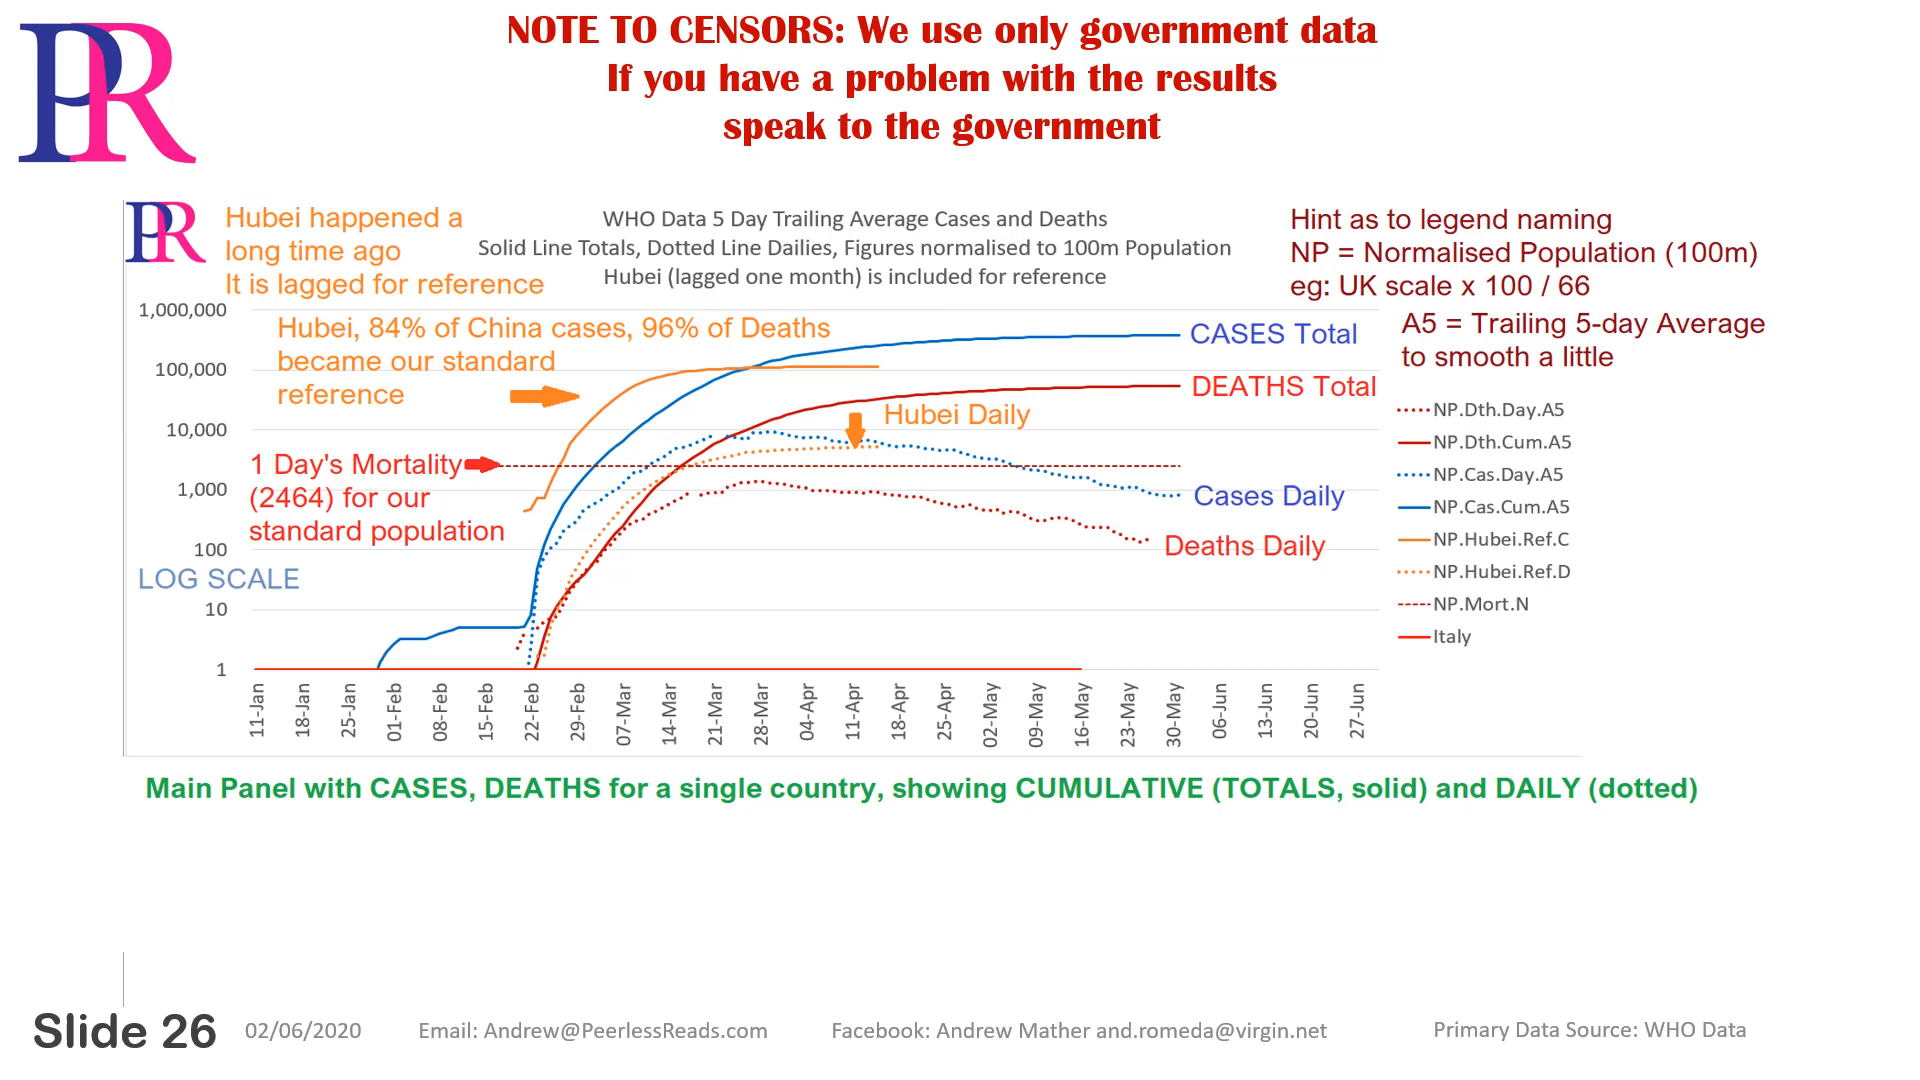 PR
NOTE TO CENSORS: We use only government data
If you have a problem with the results
speak to the government
PR
Hubei happened a
long time ago
It is lagged for reference
WHO Data 5 Day Trailing Average Cases and Deaths
Solid Line Totals, Dotted Line Dailies, Figures normalised to 100m Population
Hubei (lagged one month) is included for reference
Hint as to legend naming
NP = Normalised Population (100m)
eg: UK scale x 100 / 66
A5 = Trailing 5-day Average
to smooth a little
1,000,000
100,000
10,000
1,000
100
10
1
Hubei, 84% of China cases, 96% of Deaths
became our standard
reference
CASES Total
DEATHS Total
Hubei Daily
1 Day's Mortality
(2464) for our
standard population
Cases Daily
Deaths Daily
LOG SCALE
NP.Dth.Day.A5
NP.Dth.Cum.A5
NP.Cas.Day.A5
NP.Cas.Cum.A5
NP.Hubei.Ref.C
NP.Hubei.Ref.D
NP.Mort.N
Italy
11-Jan
18-Jan
25-Jan
01-Feb
08-Feb
15-Feb
22-Feb
29-Feb
07-Mar
14-Mar
21-Mar
28-Mar
04-Apr
11-Apr
18-Apr
25-Apr
02-May
09-May
16-May
23-May
30-May
06-Jun
13-Jun
20-Jun
27-Jun
Main Panel with CASES, DEATHS for a single country, showing CUMULATIVE (TOTALS, solid) and DAILY (dotted)
Slide 26 02/06/2020 Email: Andrew@PeerlessReads.com Facebook: Andrew Mather and.romeda@virgin.net Primary Data Source: WHO Data